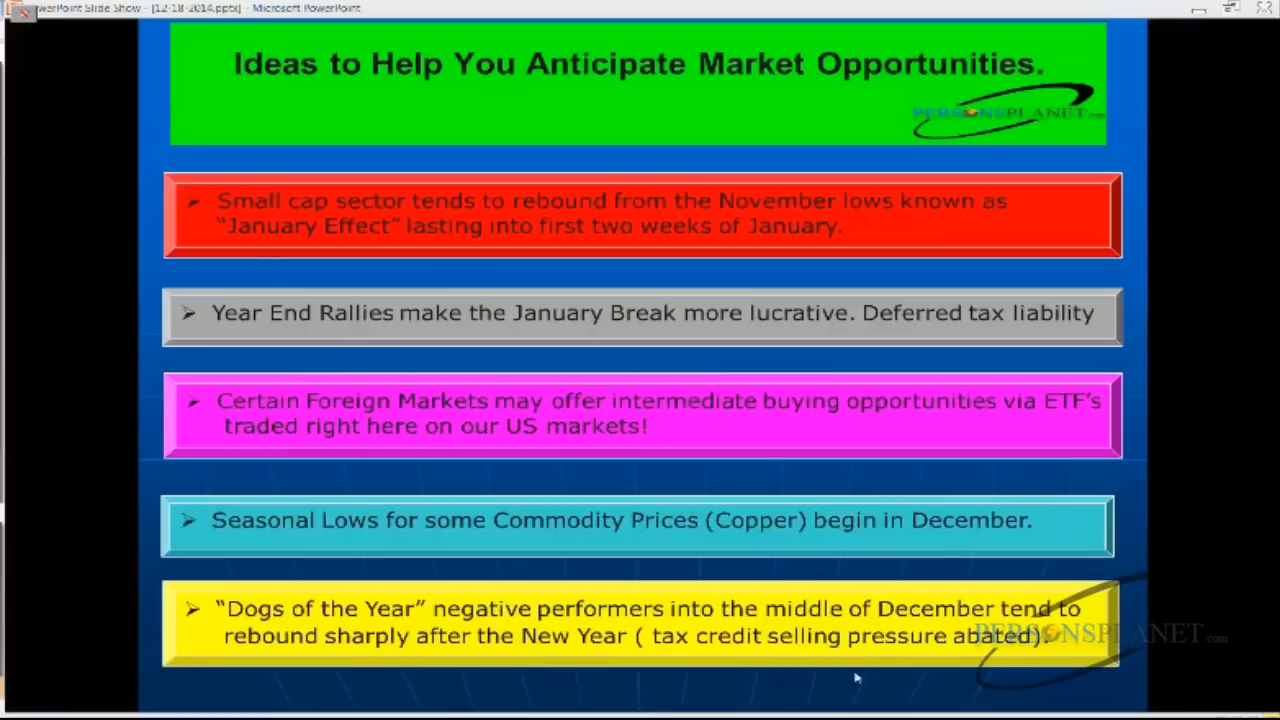 werPoint Slide Show - [12-18-2014.pptx] - Microsoft PowerPoint
Ideas to Help You Anticipate Market Opportunities.
PERSONSPLANET.com
➢ Small cap sector tends to rebound from the November lows known as
“January Effect” lasting into first two weeks of January.
➢ Year End Rallies make the January Break more lucrative. Deferred tax liability
➢ Certain Foreign Markets may offer intermediate buying opportunities via ETF’s
traded right here on our US markets!
➢ Seasonal Lows for some Commodity Prices (Copper) begin in December.
➢ “Dogs of the Year” negative performers into the middle of December tend to
rebound sharply after the New Year ( tax credit selling pressure abated).
PERSONSPLANET.com